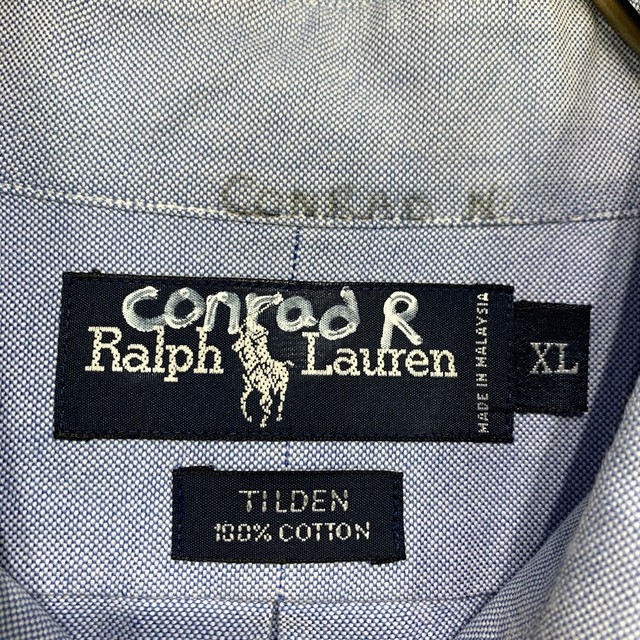 CONRAD N
conrad R
Ralph Lauren
MADE IN MALAYSIA
XL
TILDEN
100% COTTON